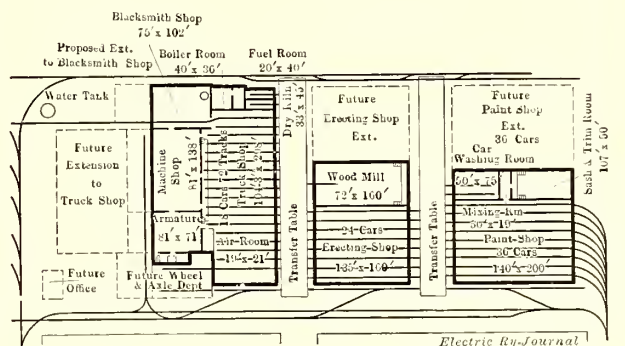 Blacksmith Shop
75'x 102'
Proposed Ext.
to Blacksmith Shop
Boiler Room
40'x 36'
Fuel Room
20'x 40'
Water Tank
Dry Kiln
33'x 45'
Future
Erecting Shop
Ext.
Future
Paint Shop
Ext.
36 Cars
Car
Washing Room
50'x 75'
Sash & Trim Room
107'x 50'
Future
Extension
to
Truck Shop
Machine
Shop
81'x 138'
Truck Shop
Wood Mill
72'x 160'
Armature
81'x 71'
Air-Room
19'x-21'
Transfer Table
24-Cars
Erecting-Shop
135'x-160'
Transfer Table
Mixing-Rm
50'x-19'
Paint-Shop
36 Cars
140'x-200'
Future
Office
Future Wheel
& Axle Dept
Electric Ry-Journal